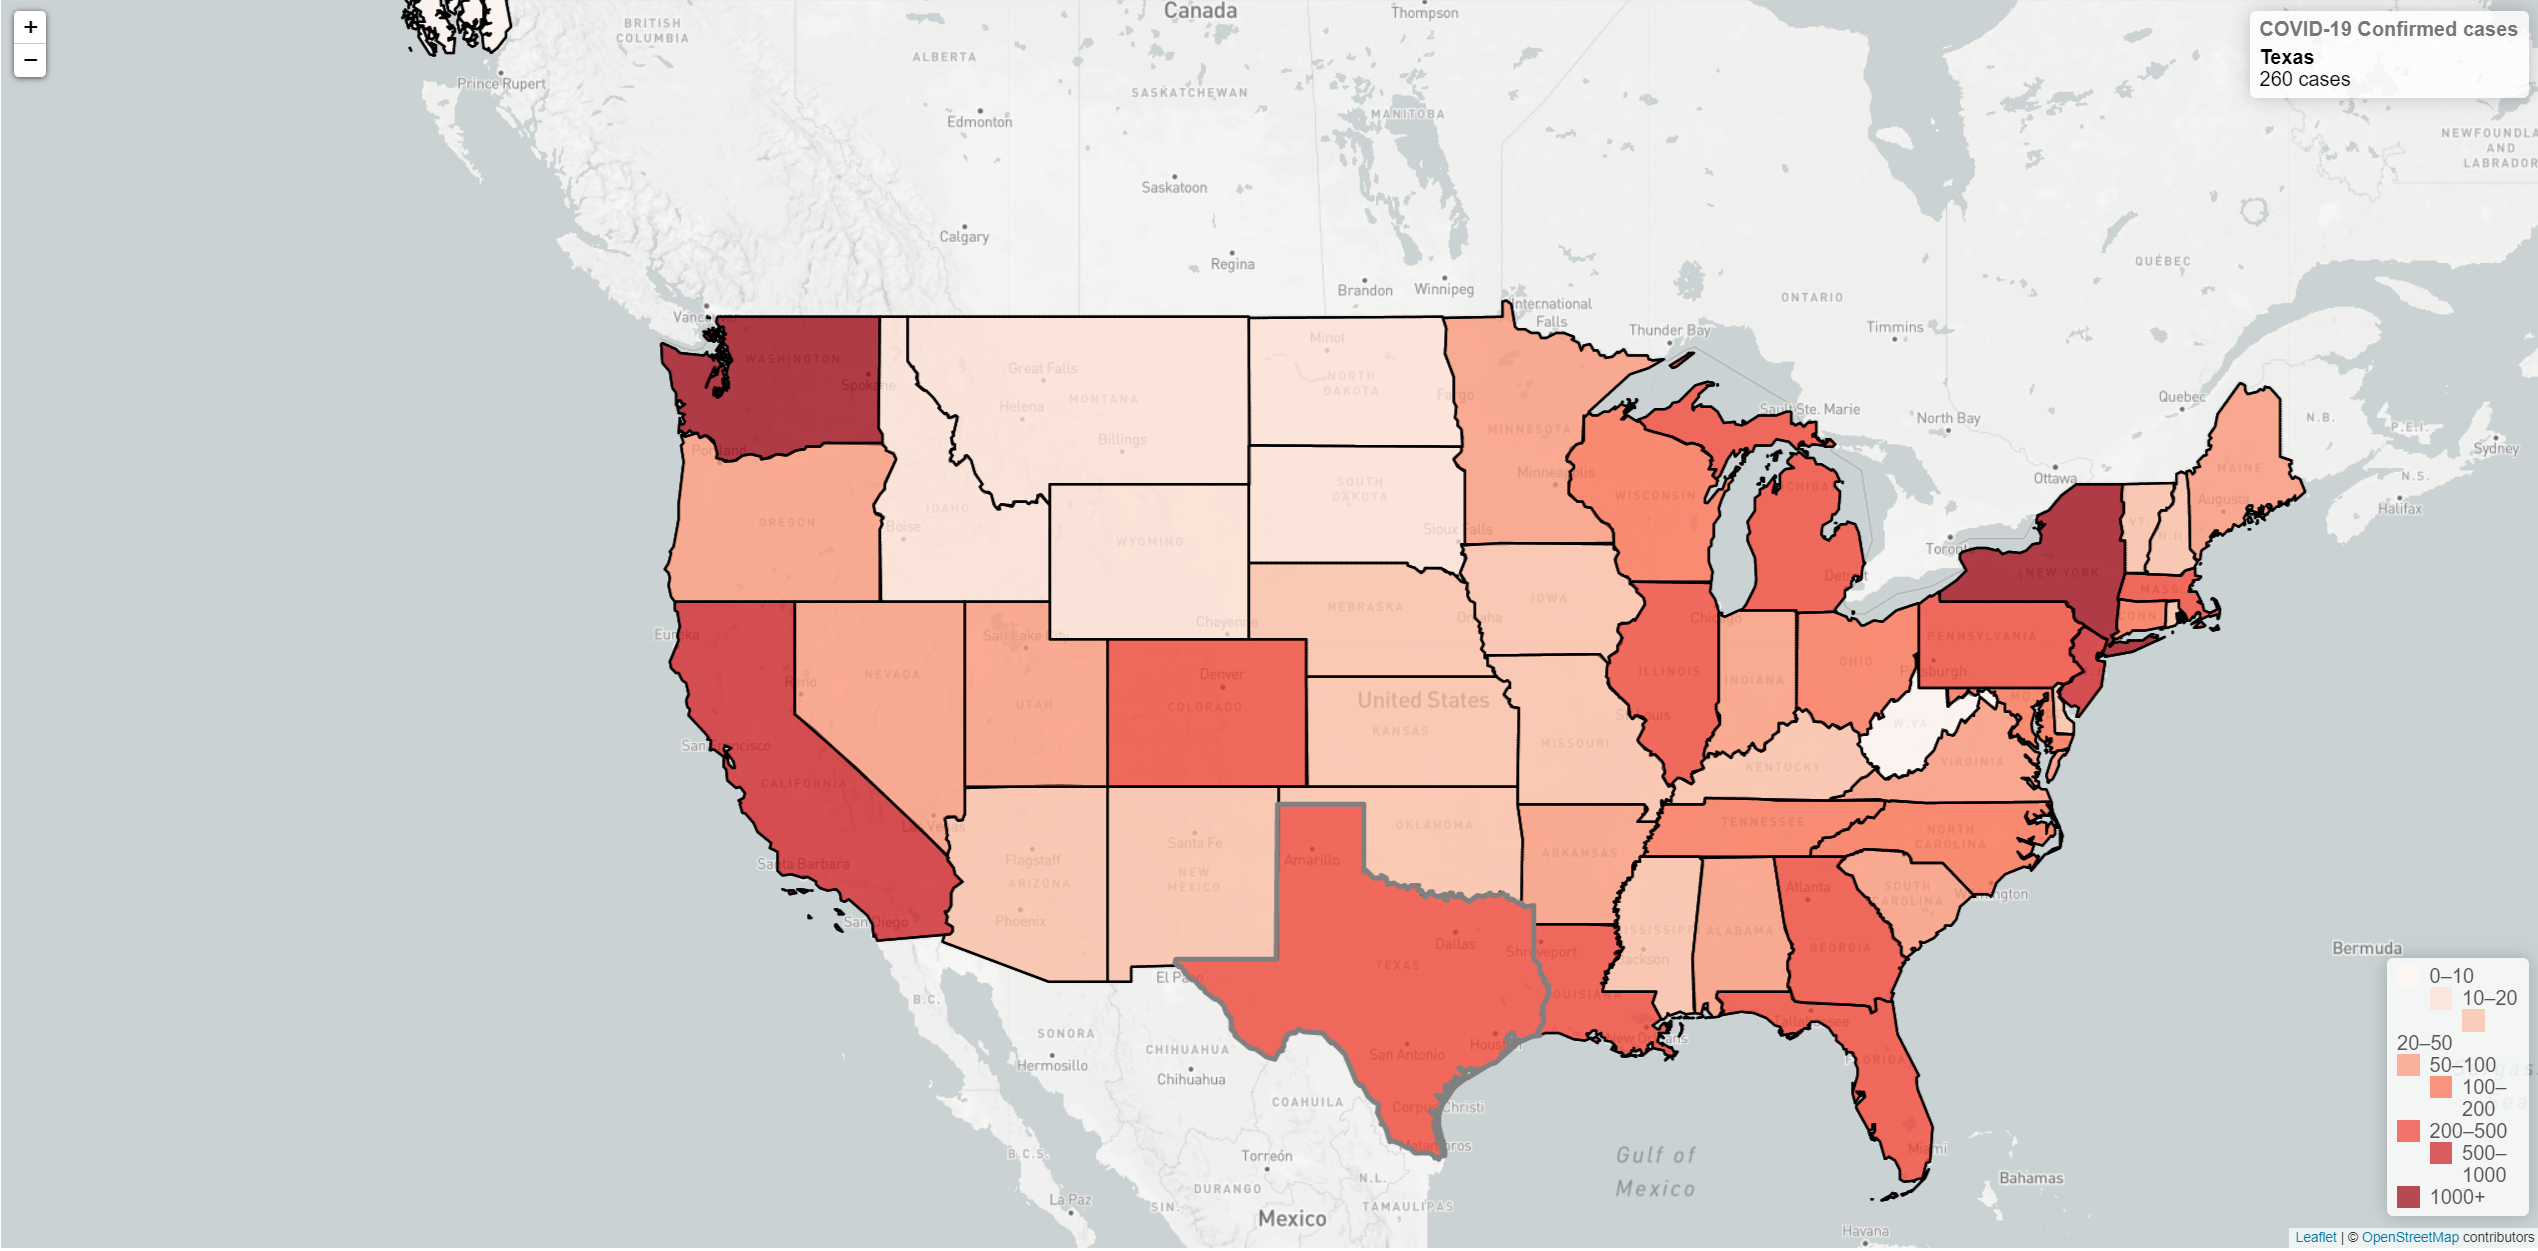 +
−
COVID-19 Confirmed cases
Texas
260 cases
Canada
Thompson
BRITISH
COLUMBIA
ALBERTA
Prince Rupert
SASKATCHEWAN
MANITOBA
Edmonton
NEWFOUNDLA
AND
LABRADOR
Saskatoon
Calgary
Regina
QUÉBEC
Brandon
Winnipeg
ONTARIO
International
Falls
Thunder Bay
Timmins
Minot
WASHINGTON
Great Falls
MONTANA
NORTH
DAKOTA
Spokane
Helena
Fargo
Sault Ste. Marie
Quebec
North Bay
N.B.
P.E.I.
MINNESOTA
Billings
Portland
Sydney
Minneapolis
MAINE
N.S.
Ottawa
SOUTH
DAKOTA
WISCONSIN
Augusta
Halifax
IDAHO
OREGON
Boise
Sioux Falls
VT.
N.H.
WYOMING
Toronto
Detroit
NEW YORK
MASS.
IOWA
NEBRASKA
Omaha
Chicago
CONN.
Cheyenne
Eureka
Salt Lake City
PENNSYLVANIA
OHIO
Pittsburgh
NEVADA
Denver
ILLINOIS
INDIANA
Reno
UTAH
COLORADO
United States
MD.
St. Louis
W.VA.
KANSAS
San Francisco
MISSOURI
VIRGINIA
KENTUCKY
CALIFORNIA
Las Vegas
OKLAHOMA
TENNESSEE
NORTH
CAROLINA
Santa Fe
Flagstaff
Amarillo
ARKANSAS
Santa Barbara
NEW
MEXICO
ARIZONA
Atlanta
SOUTH
CAROLINA
Phoenix
San Diego
ALABAMA
Dallas
Shreveport
GEORGIA
Bermuda
TEXAS
El Paso
B.C.
Tallahassee
SONORA
Houston
New Orleans
San Antonio
CHIHUAHUA
Hermosillo
FLORIDA
Chihuahua
COAHUILA
Corpus Christi
Matamoros
Miami
B.C.S.
Torreón
Gulf of
Mexico
N.L.
Bahamas
DURANGO
La Paz
SIN.
TAMAULIPAS
Mexico
Havana
0–10
10–20
20–50
50–100
100–
200
200–500
500–
1000
1000+
Leaflet | © OpenStreetMap contributors